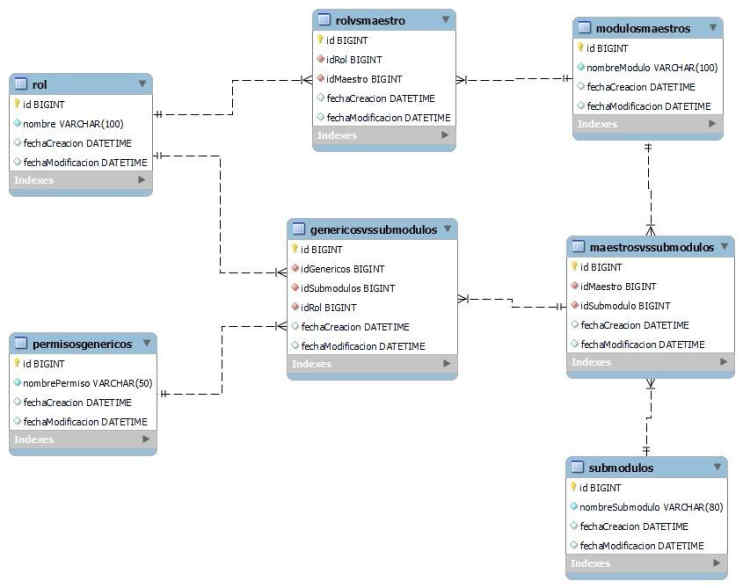 rol
id BIGINT
nombre VARCHAR(100)
fechaCreacion DATETIME
fechaModificacion DATETIME
Indexes
rolvsmaestro
id BIGINT
idRol BIGINT
idMaestro BIGINT
fechaCreacion DATETIME
fechaModificacion DATETIME
Indexes
modulosmaestros
id BIGINT
nombreModulo VARCHAR(100)
fechaCreacion DATETIME
fechaModificacion DATETIME
Indexes
genericosvssubmodulos
id BIGINT
idGenericos BIGINT
idSubmodulos BIGINT
idRol BIGINT
fechaCreacion DATETIME
fechaModificacion DATETIME
Indexes
maestrosvssubmodulos
id BIGINT
idMaestro BIGINT
idSubmodulo BIGINT
fechaCreacion DATETIME
fechaModificacion DATETIME
Indexes
permisosgenericos
id BIGINT
nombrePermiso VARCHAR(50)
fechaCreacion DATETIME
fechaModificacion DATETIME
Indexes
submodulos
id BIGINT
nombreSubmodulo VARCHAR(80)
fechaCreacion DATETIME
fechaModificacion DATETIME
Indexes